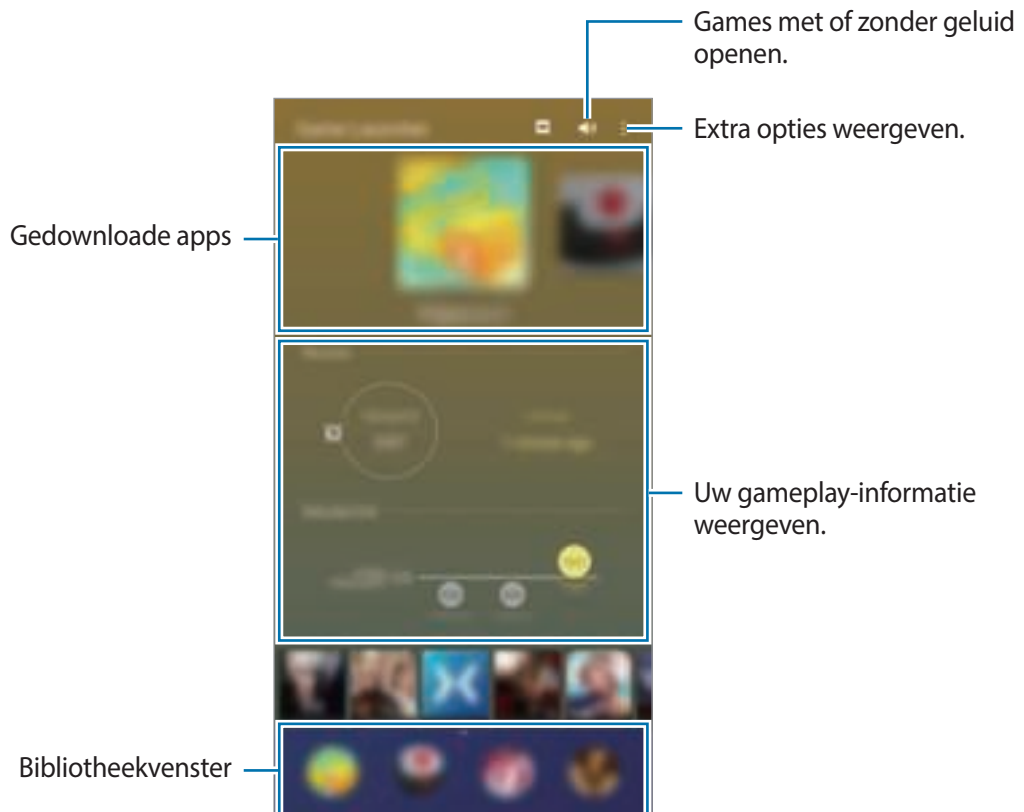 Games met of zonder geluid
openen.
Extra opties weergeven.
Gedownloade apps
Uw gameplay-informatie
weergeven.
Bibliotheekvenster